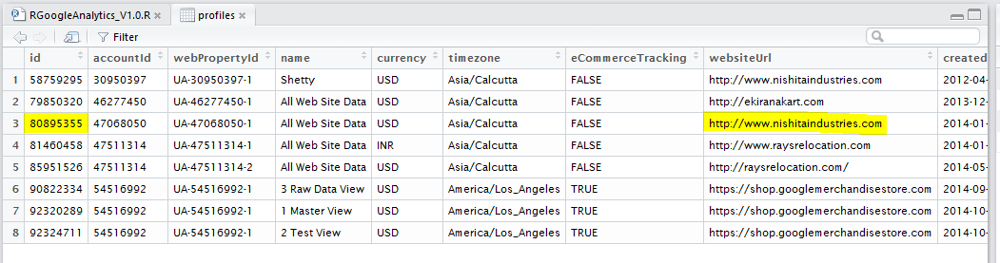 RGoogleAnalytics_V1.0.R profiles
Filter
id accountId webPropertyId name currency timezone eCommerceTracking websiteUrl created
1 58759295 30950397 UA-30950397-1 Shetty USD Asia/Calcutta FALSE http://www.nishitaindustries.com 2012-04-
2 79850320 46277450 UA-46277450-1 All Web Site Data USD Asia/Calcutta FALSE http://ekiranakart.com 2013-12-
3 80895355 47068050 UA-47068050-1 All Web Site Data USD Asia/Calcutta FALSE http://www.nishitaindustries.com 2014-01-
4 81460458 47511314 UA-47511314-1 All Web Site Data INR Asia/Calcutta FALSE http://www.raysrelocation.com 2014-01-
5 85951526 47511314 UA-47511314-2 All Web Site Data USD Asia/Calcutta FALSE http://raysrelocation.com/ 2014-05-
6 90822334 54516992 UA-54516992-1 3 Raw Data View USD America/Los_Angeles TRUE https://shop.googlemerchandisestore.com 2014-09-
7 92320289 54516992 UA-54516992-1 1 Master View USD America/Los_Angeles TRUE https://shop.googlemerchandisestore.com 2014-10-
8 92324711 54516992 UA-54516992-1 2 Test View USD America/Los_Angeles TRUE https://shop.googlemerchandisestore.com 2014-10-